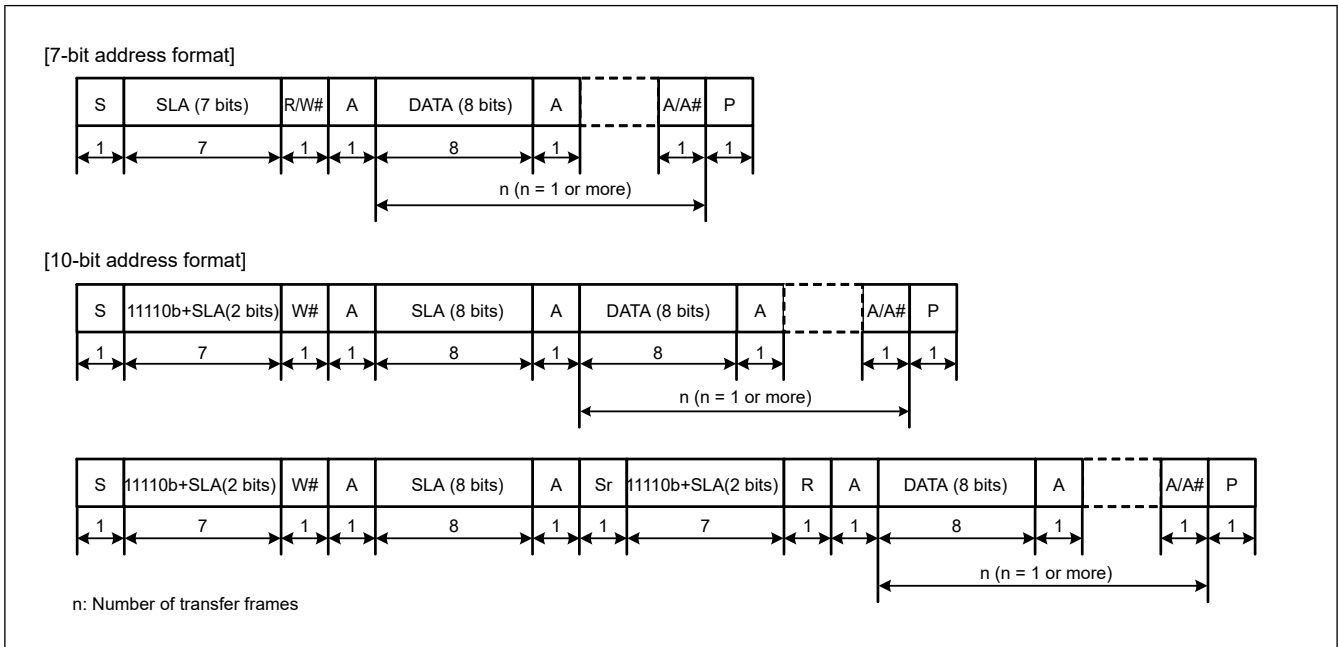 [7-bit address format]
S SLA (7 bits) R/W# A DATA (8 bits) A A/A# P
1 7 1 1 8 1 1 1
n (n = 1 or more)
[10-bit address format]
S 11110b+SLA(2 bits) W# A SLA (8 bits) A DATA (8 bits) A A/A# P
1 7 1 1 8 1 8 1 1 1
n (n = 1 or more)
S 11110b+SLA(2 bits) W# A SLA (8 bits) A Sr 11110b+SLA(2 bits) R A DATA (8 bits) A A/A# P
1 7 1 1 8 1 1 7 1 1 8 1 1 1
n (n = 1 or more)
n: Number of transfer frames